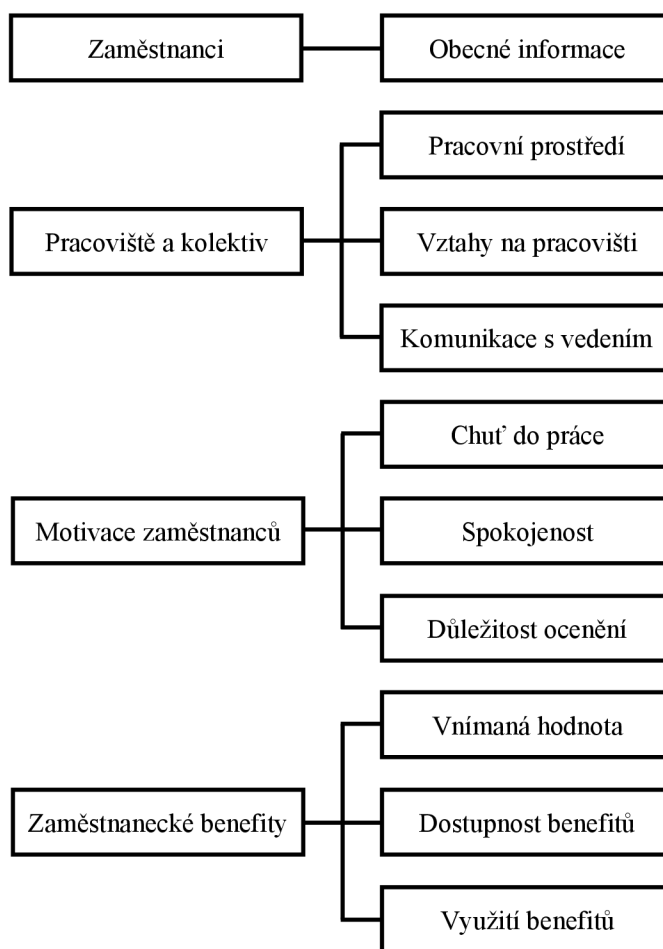 Zaměstnanci
Obecné informace
Pracoviště a kolektiv
Pracovní prostředí
Vztahy na pracovišti
Komunikace s vedením
Motivace zaměstnanců
Chuť do práce
Spokojenost
Důležitost ocenění
Zaměstnanecké benefity
Vnímaná hodnota
Dostupnost benefitů
Využití benefitů